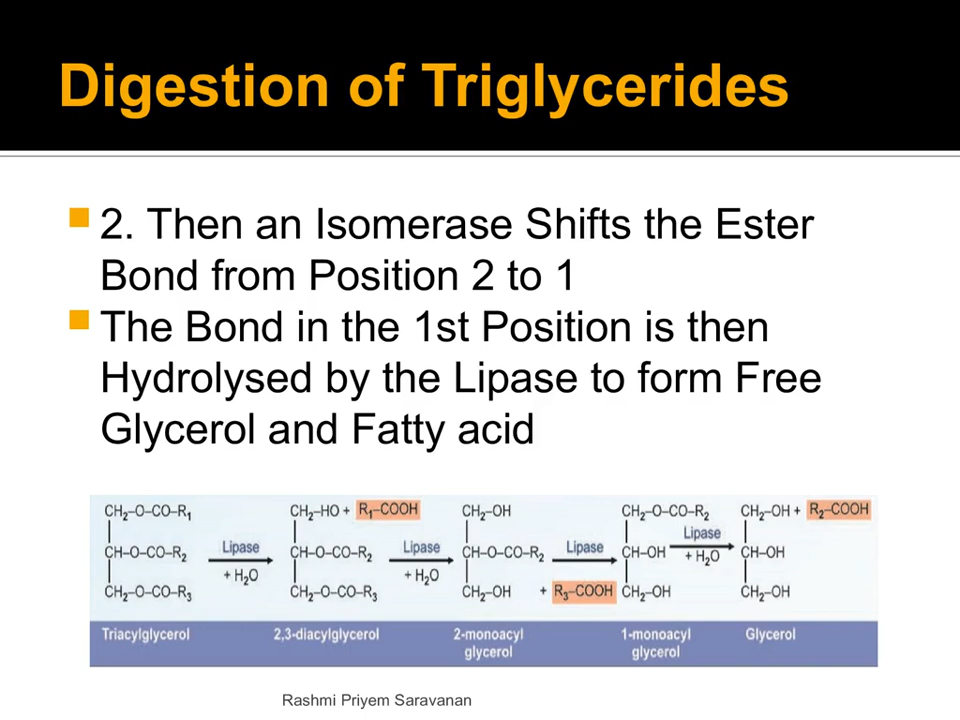 Digestion of Triglycerides
2. Then an Isomerase Shifts the Ester
Bond from Position 2 to 1
The Bond in the 1st Position is then
Hydrolysed by the Lipase to form Free
Glycerol and Fatty acid
CH₂–O–CO–R₁ CH₂–HO + R₁–COOH CH₂–OH CH₂–O–CO–R₂ CH₂–OH + R₂–COOH
Lipase Lipase Lipase Lipase
CH–O–CO–R₂ CH–O–CO–R₂ CH–O–CO–R₂ CH–OH CH–OH
+ H₂O + H₂O + H₂O
CH₂–O–CO–R₃ CH₂–O–CO–R₃ CH₂–OH + R₃–COOH CH₂–OH CH₂–OH
Triacylglycerol 2,3-diacylglycerol 2-monoacyl 1-monoacyl Glycerol
glycerol glycerol
Rashmi Priyem Saravanan